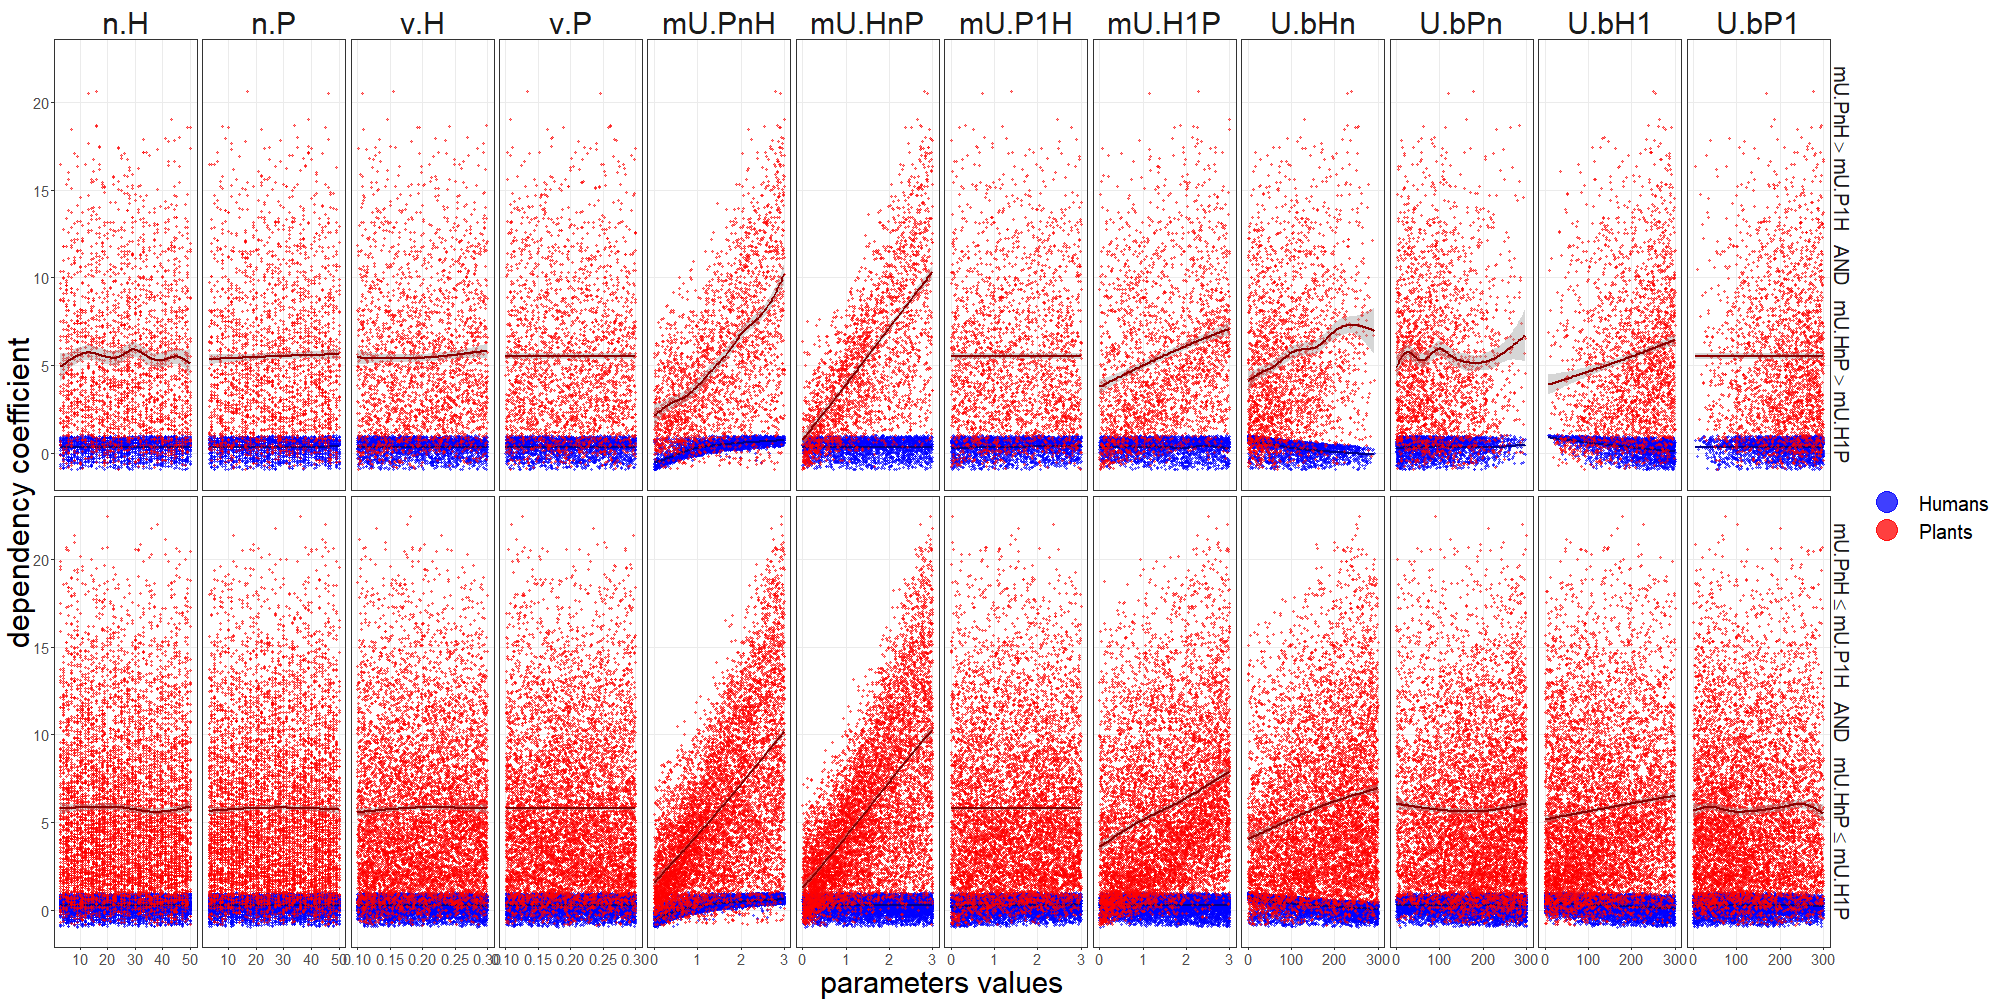 n.H n.P v.H v.P mU.PnH mU.HnP mU.P1H mU.H1P U.bHn U.bPn U.bH1 U.bP1
20
15
10
5
0
mU.PnH > mU.P1H AND mU.HnP > mU.H1P
20
15
10
5
0
mU.PnH ≤ mU.P1H AND mU.HnP ≤ mU.H1P
dependency coefficient
Humans
Plants
10 20 30 40 50 10 20 30 40 50 0.10 0.15 0.20 0.25 0.30 0.10 0.15 0.20 0.25 0.30 0 1 2 3 0 1 2 3 0 1 2 3 0 1 2 3 0 100 200 300 0 100 200 300 0 100 200 300 0 100 200 300
parameters values